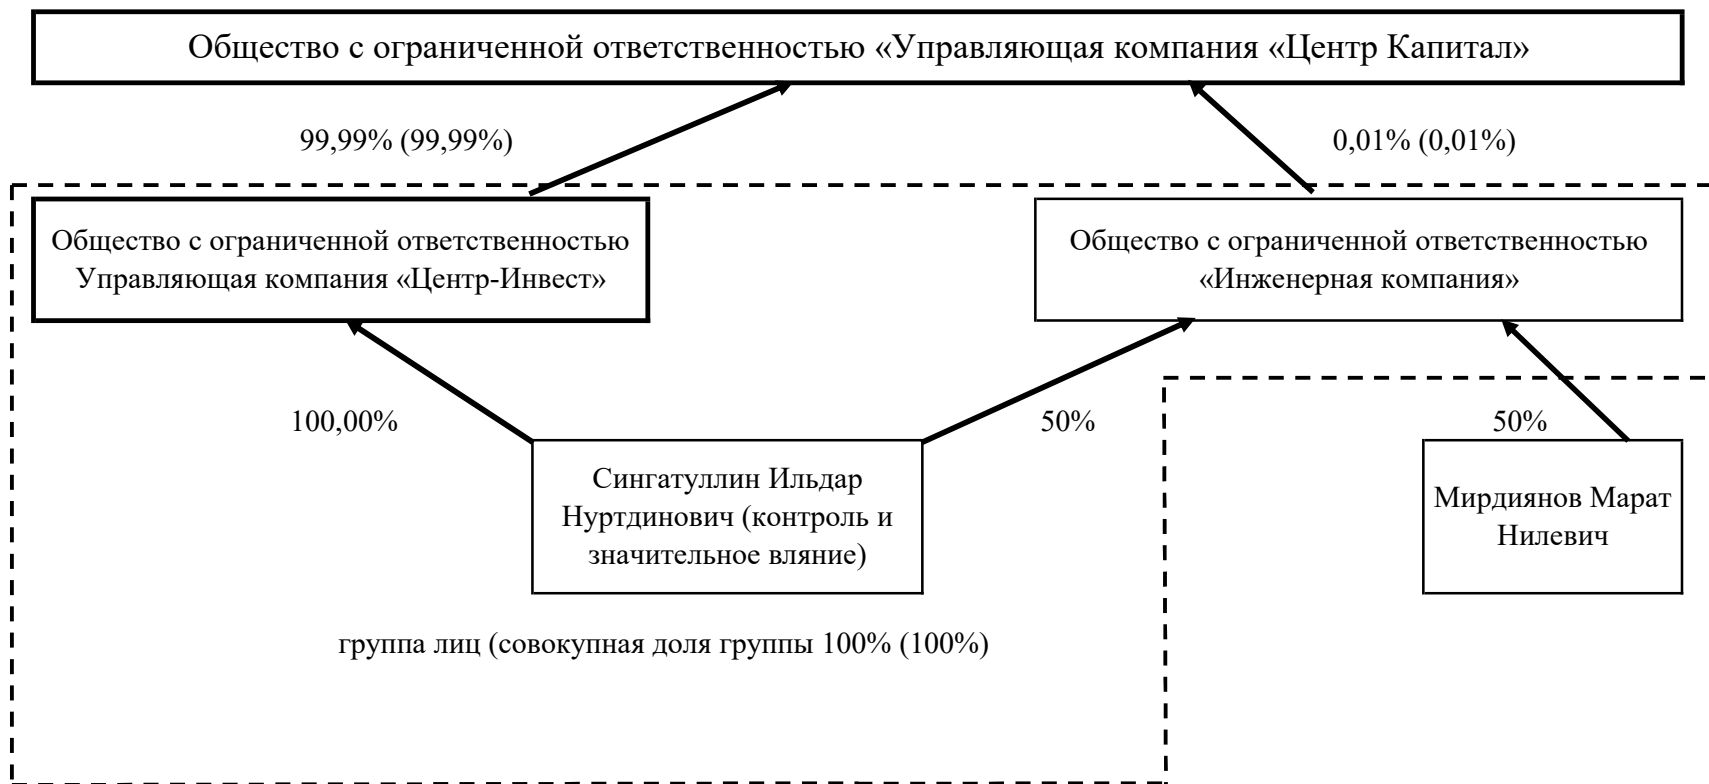 Общество с ограниченной ответственностью «Управляющая компания «Центр Капитал»
99,99% (99,99%)
0,01% (0,01%)
Общество с ограниченной ответственностью
Управляющая компания «Центр-Инвест»
Общество с ограниченной ответственностью
«Инженерная компания»
100,00%
50%
50%
Сингатуллин Ильдар
Нуртдинович (контроль и
значительное вляние)
Мирдиянов Марат
Нилевич
группа лиц (совокупная доля группы 100% (100%)